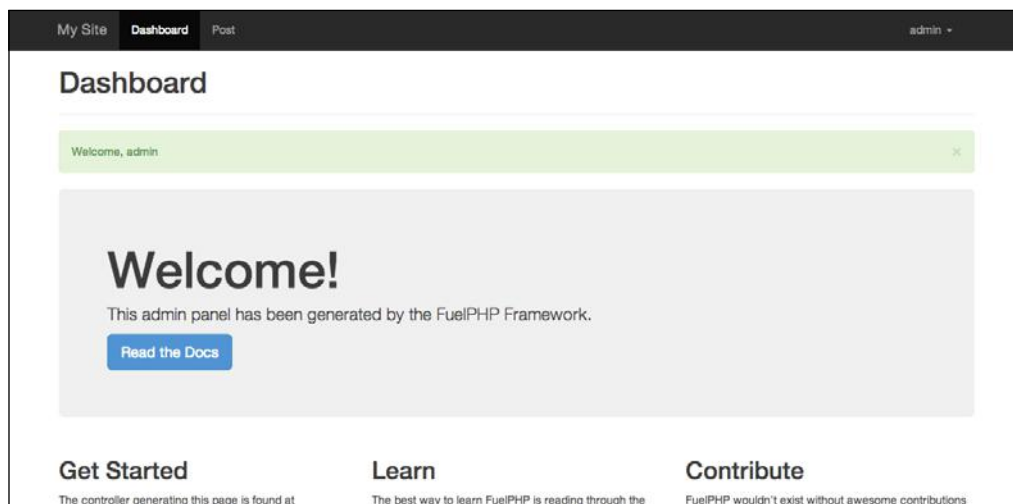 My Site Dashboard Post admin
Dashboard
Welcome, admin ×
Welcome!
This admin panel has been generated by the FuelPHP Framework.
Read the Docs
Get Started Learn Contribute
The controller generating this page is found at The best way to learn FuelPHP is reading through the FuelPHP wouldn't exist without awesome contributions